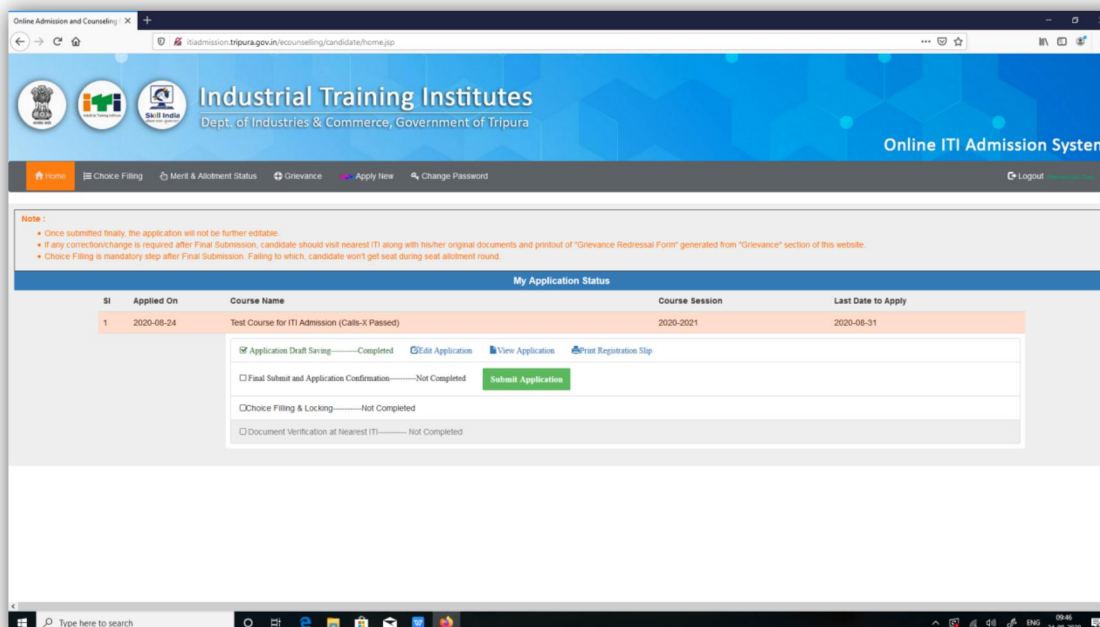 Online Admission and Counseling
itiadmission.tripura.gov.in/ecounselling/candidate/home.jsp
iTi
Skill India
Industrial Training Institutes
Dept. of Industries & Commerce, Government of Tripura
Online ITI Admission System
Home Choice Filling Merit & Allotment Status Grievance Apply New Change Password Logout
Note :
Once submitted finally, the application will not be further editable.
If any correction/change is required after Final Submission, candidate should visit nearest ITI along with his/her original documents and printout of "Grievance Redressal Form" generated from "Grievance" section of this website.
Choice Filing is mandatory step after Final Submission. Failing to which, candidate won't get seat during seat allotment round.
My Application Status
Sl Applied On Course Name Course Session Last Date to Apply
1 2020-08-24 Test Course for ITI Admission (Calls-X Passed) 2020-2021 2020-08-31
Application Draft Saving----------Completed Edit Application View Application Print Registration Slip
Final Submit and Application Confirmation----------Not Completed Submit Application
Choice Filling & Locking----------Not Completed
Document Verification at Nearest ITI---------- Not Completed
Type here to search
ENG 09:46
24-08-2020